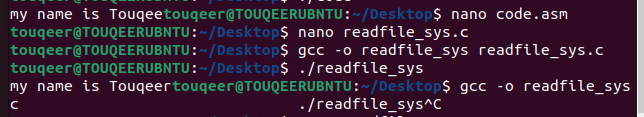 my name is Touqeetouqeer@TOUQEERUBNTU:~/Desktop$ nano code.asm
touqeer@TOUQEERUBNTU:~/Desktop$ nano readfile_sys.c
touqeer@TOUQEERUBNTU:~/Desktop$ gcc -o readfile_sys readfile_sys.c
touqeer@TOUQEERUBNTU:~/Desktop$ ./readfile_sys
my name is Touqeertouqeer@TOUQEERUBNTU:~/Desktop$ gcc -o readfile_sys
c ./readfile_sys^C